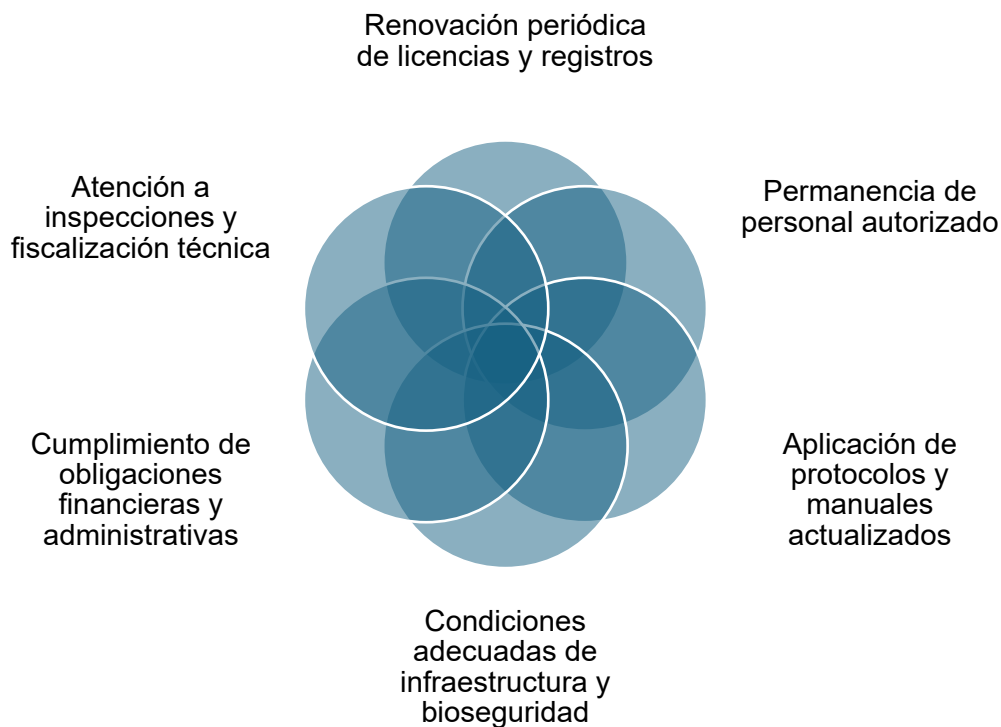 Renovación periódica
de licencias y registros
Permanencia de
personal autorizado
Aplicación de
protocolos y
manuales
actualizados
Condiciones
adecuadas de
infraestructura y
bioseguridad
Cumplimiento de
obligaciones
financieras y
administrativas
Atención a
inspecciones y
fiscalización técnica